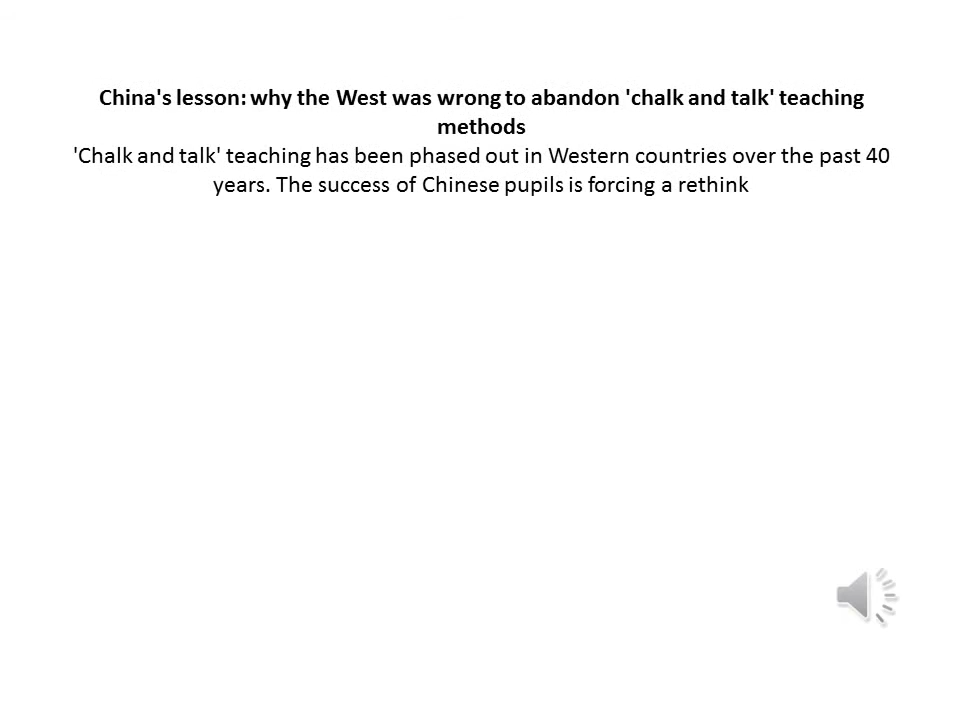 China's lesson: why the West was wrong to abandon 'chalk and talk' teaching
methods
'Chalk and talk' teaching has been phased out in Western countries over the past 40
years. The success of Chinese pupils is forcing a rethink